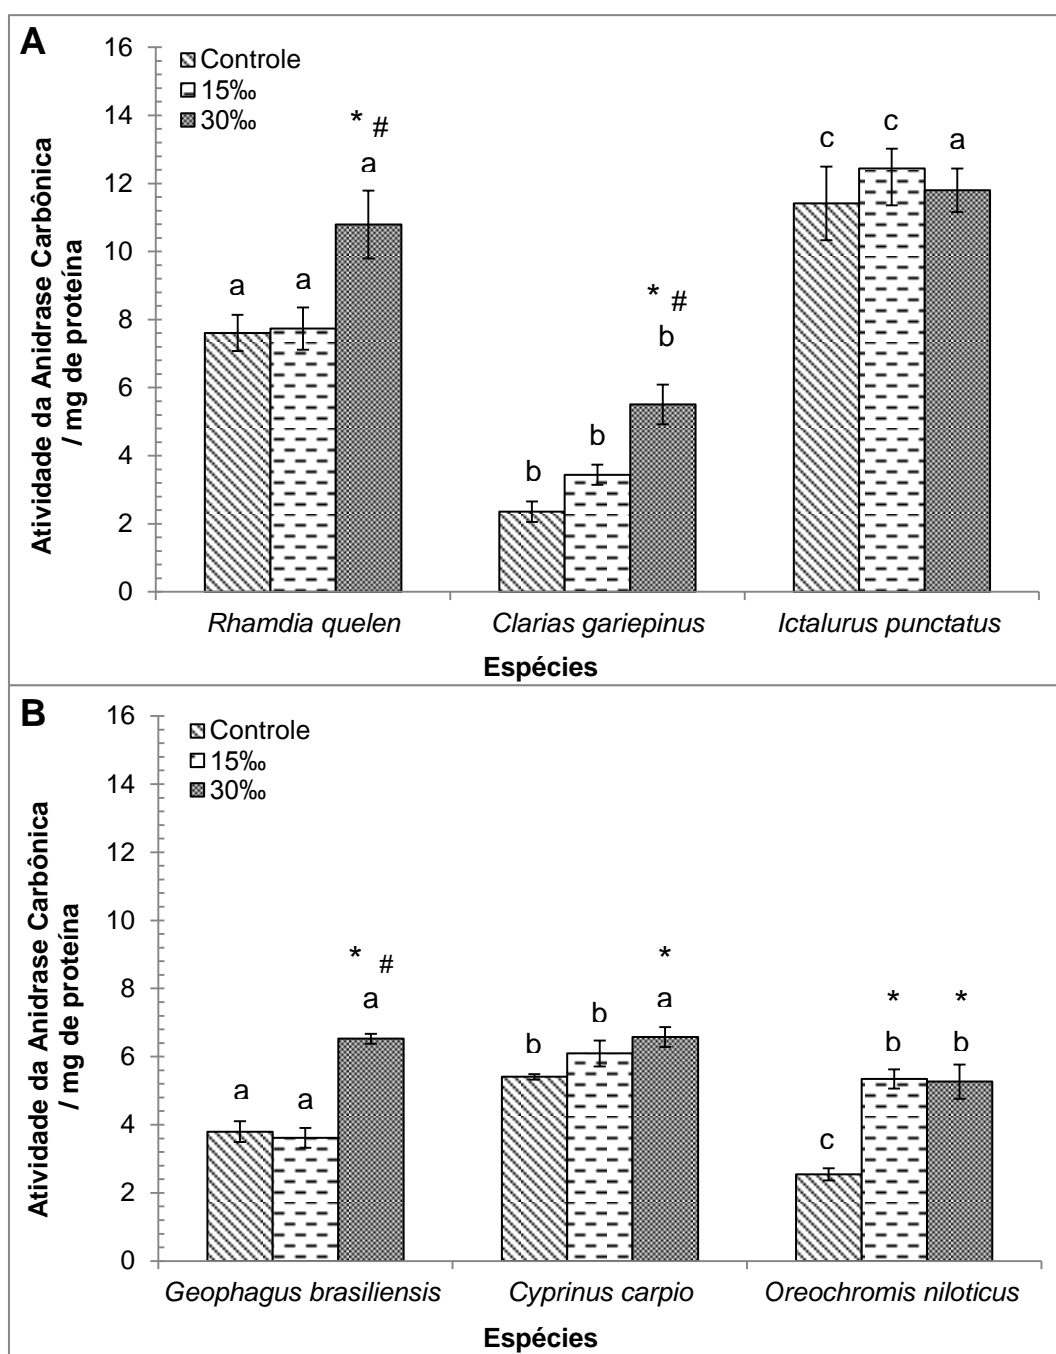 A
16
14
12
10
8
6
4
2
0
Atividade da Anidrase Carbônica
/ mg de proteína
Controle
15‰
30‰
a
a
* #
a
b
b
* #
b
c
c
a
Rhamdia quelen Clarias gariepinus Ictalurus punctatus
Espécies
B
16
14
12
10
8
6
4
2
0
Atividade da Anidrase Carbônica
/ mg de proteína
Controle
15‰
30‰
a
a
* #
a
b
b
*
a
c
*
b
*
b
Geophagus brasiliensis Cyprinus carpio Oreochromis niloticus
Espécies